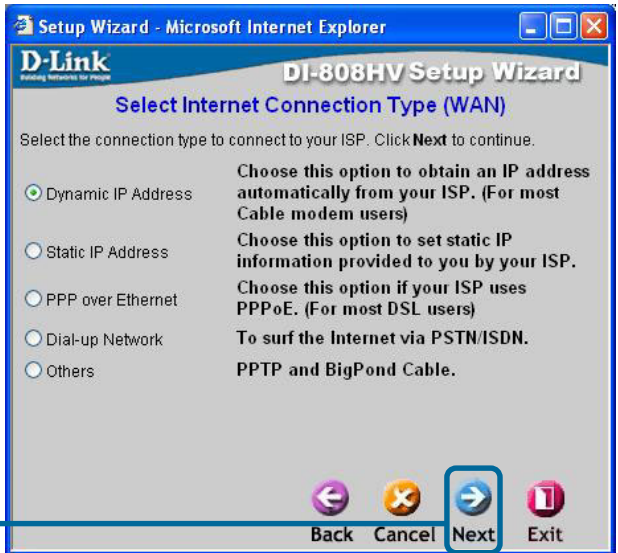 Setup Wizard - Microsoft Internet Explorer
D-Link
Building Networks for People
DI-808HV Setup Wizard
Select Internet Connection Type (WAN)
Select the connection type to connect to your ISP. Click Next to continue.
Dynamic IP Address
Choose this option to obtain an IP address
automatically from your ISP. (For most
Cable modem users)
Static IP Address
Choose this option to set static IP
information provided to you by your ISP.
PPP over Ethernet
Choose this option if your ISP uses
PPPoE. (For most DSL users)
Dial-up Network
To surf the Internet via PSTN/ISDN.
Others
PPTP and BigPond Cable.
Back Cancel Next Exit